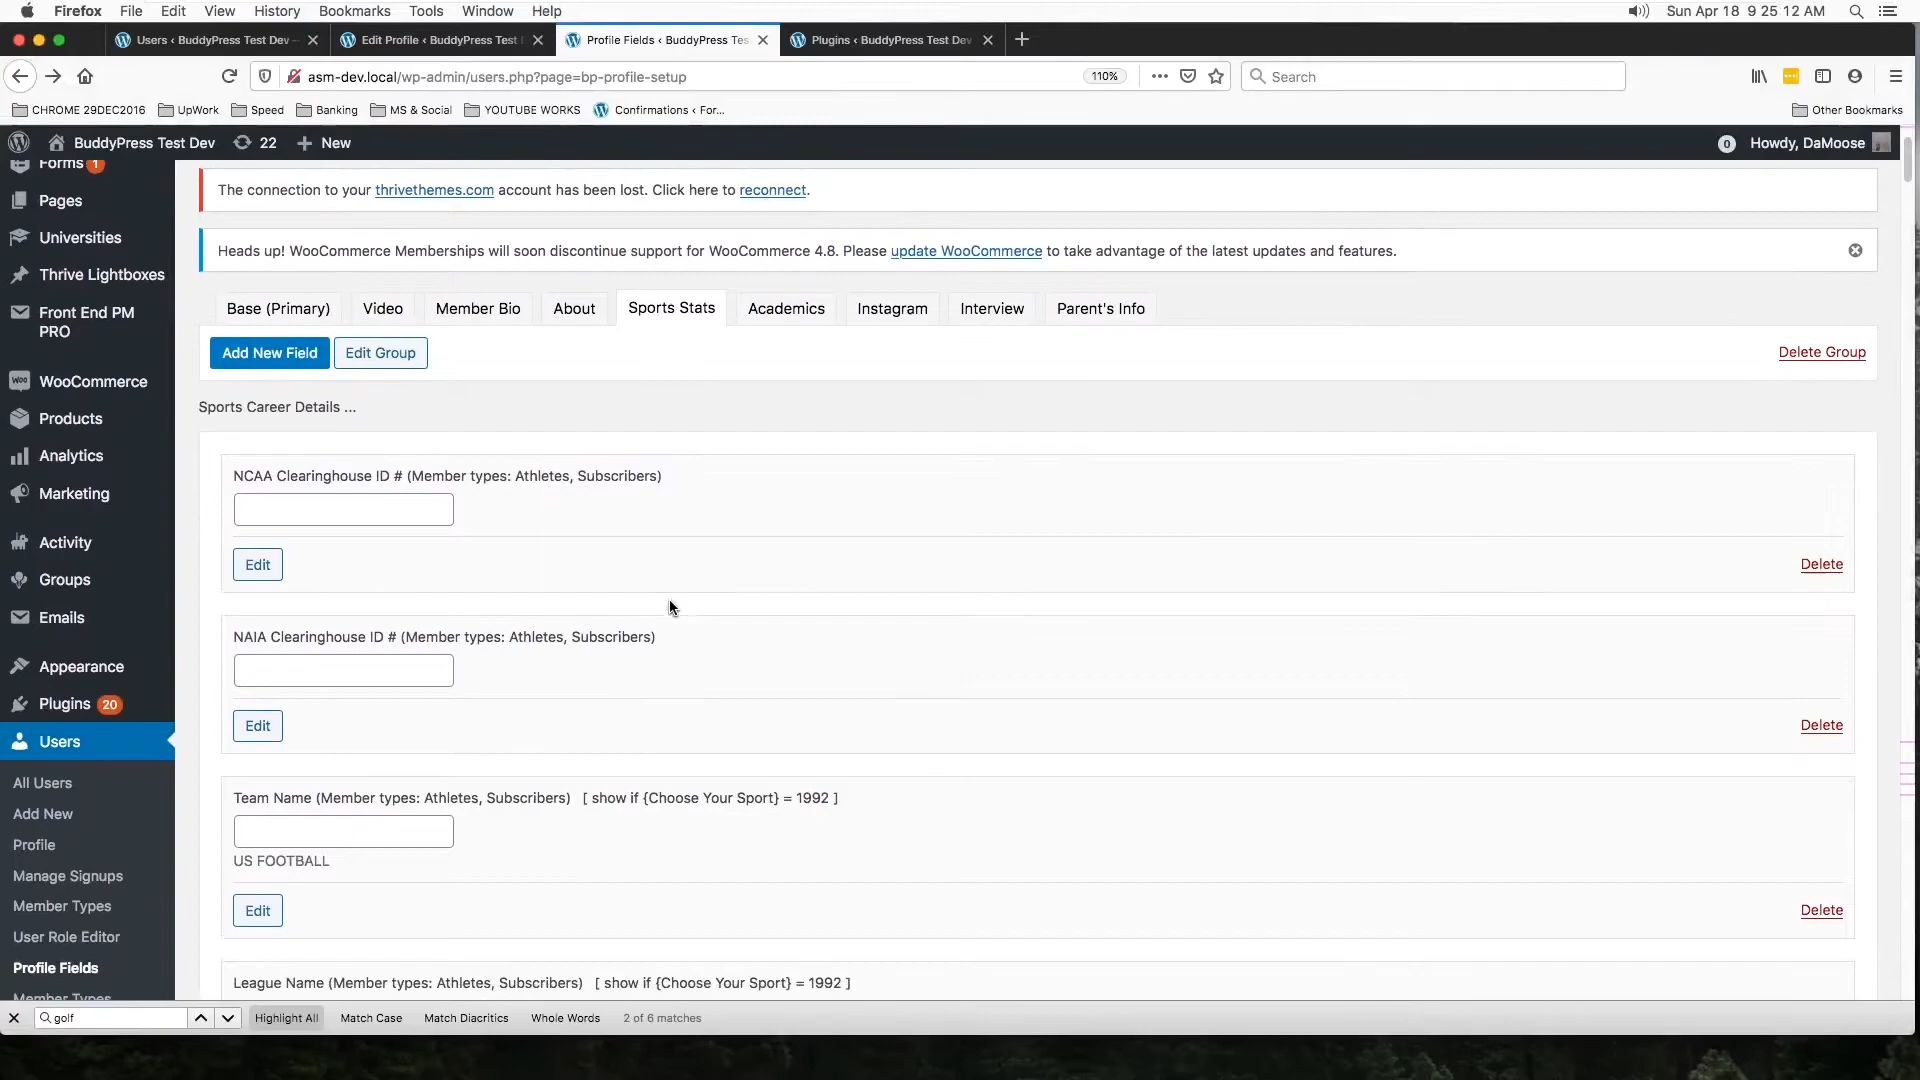 Firefox File Edit View History Bookmarks Tools Window Help Sun Apr 18 9 25 12 AM
Users ‹ BuddyPress Test Dev — Edit Profile ‹ BuddyPress Test Profile Fields ‹ BuddyPress Tes Plugins ‹ BuddyPress Test Dev
asm-dev.local/wp-admin/users.php?page=bp-profile-setup 110% Search
CHROME 29DEC2016 UpWork Speed Banking MS & Social YOUTUBE WORKS Confirmations ‹ For... Other Bookmarks
BuddyPress Test Dev 22 New 0 Howdy, DaMoose
Forms 1
Pages
Universities
Thrive Lightboxes
Front End PM
PRO
WooCommerce
Products
Analytics
Marketing
Activity
Groups
Emails
Appearance
Plugins 20
Users
All Users
Add New
Profile
Manage Signups
Member Types
User Role Editor
Profile Fields
Member Types
The connection to your thrivethemes.com account has been lost. Click here to reconnect.
Heads up! WooCommerce Memberships will soon discontinue support for WooCommerce 4.8. Please update WooCommerce to take advantage of the latest updates and features.
Base (Primary) Video Member Bio About Sports Stats Academics Instagram Interview Parent's Info
Add New Field Edit Group Delete Group
Sports Career Details ...
NCAA Clearinghouse ID # (Member types: Athletes, Subscribers)
Edit Delete
NAIA Clearinghouse ID # (Member types: Athletes, Subscribers)
Edit Delete
Team Name (Member types: Athletes, Subscribers) [ show if {Choose Your Sport} = 1992 ]
US FOOTBALL
Edit Delete
League Name (Member types: Athletes, Subscribers) [ show if {Choose Your Sport} = 1992 ]
golf Highlight All Match Case Match Diacritics Whole Words 2 of 6 matches